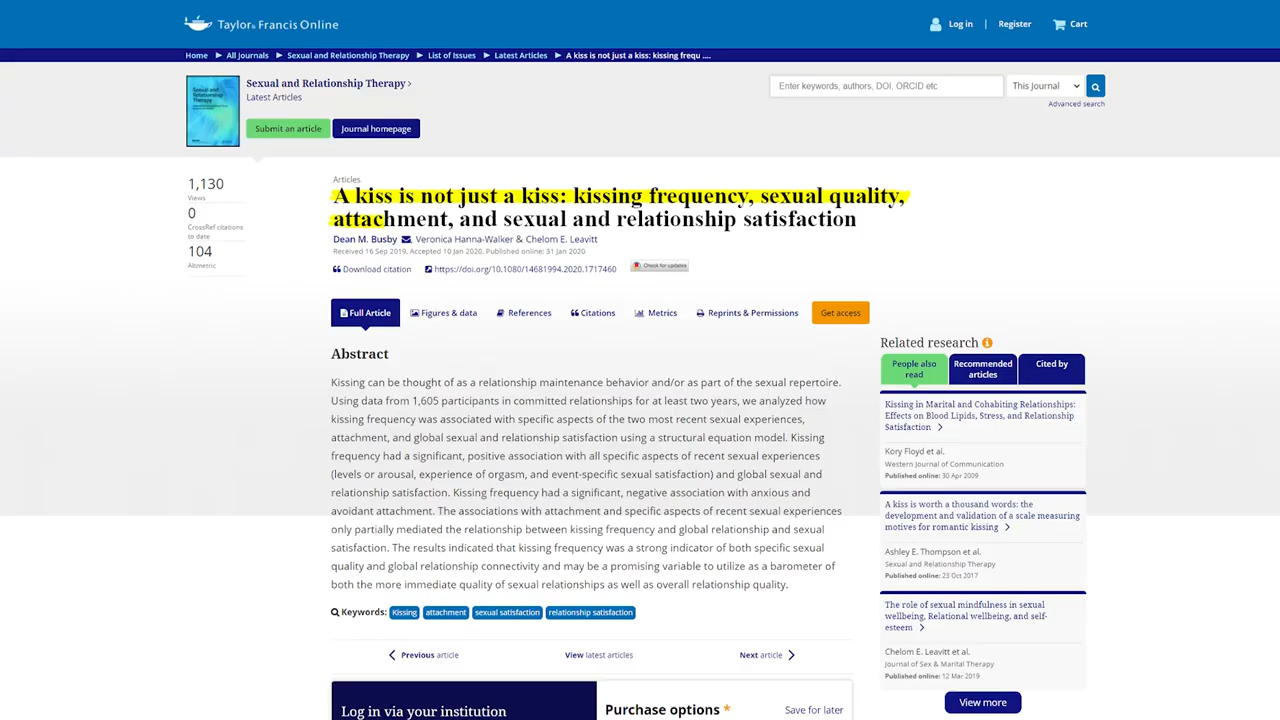 Taylor & Francis Online
Log in | Register Cart
Home All Journals Sexual and Relationship Therapy List of Issues Latest Articles A kiss is not just a kiss: kissing frequ ....
Sexual and Relationship Therapy
Latest Articles
Submit an article Journal homepage
Enter keywords, authors, DOI, ORCID etc This Journal
Advanced search
1,130
Views
0
CrossRef citations
to date
104
Altmetric
Articles
A kiss is not just a kiss: kissing frequency, sexual quality,
attachment, and sexual and relationship satisfaction
Dean M. Busby, Veronica Hanna-Walker & Chelom E. Leavitt
Received 16 Sep 2019, Accepted 10 Jan 2020, Published online: 31 Jan 2020
Download citation https://doi.org/10.1080/14681994.2020.1717460 Check for updates
Full Article Figures & data References Citations Metrics Reprints & Permissions Get access
Abstract
Kissing can be thought of as a relationship maintenance behavior and/or as part of the sexual repertoire.
Using data from 1,605 participants in committed relationships for at least two years, we analyzed how
kissing frequency was associated with specific aspects of the two most recent sexual experiences,
attachment, and global sexual and relationship satisfaction using a structural equation model. Kissing
frequency had a significant, positive association with all specific aspects of recent sexual experiences
(levels or arousal, experience of orgasm, and event-specific sexual satisfaction) and global sexual and
relationship satisfaction. Kissing frequency had a significant, negative association with anxious and
avoidant attachment. The associations with attachment and specific aspects of recent sexual experiences
only partially mediated the relationship between kissing frequency and global relationship and sexual
satisfaction. The results indicated that kissing frequency was a strong indicator of both specific sexual
quality and global relationship connectivity and may be a promising variable to utilize as a barometer of
both the more immediate quality of sexual relationships as well as overall relationship quality.
Keywords: Kissing attachment sexual satisfaction relationship satisfaction
Previous article View latest articles Next article
Log in via your institution
Purchase options * Save for later
Related research
People also
read
Recommended
articles
Cited by
Kissing in Marital and Cohabiting Relationships:
Effects on Blood Lipids, Stress, and Relationship
Satisfaction
Kory Floyd et al.
Western Journal of Communication
Published online: 30 Apr 2009
A kiss is worth a thousand words: the
development and validation of a scale measuring
motives for romantic kissing
Ashley E. Thompson et al.
Sexual and Relationship Therapy
Published online: 23 Oct 2017
The role of sexual mindfulness in sexual
wellbeing, Relational wellbeing, and self-
esteem
Chelom E. Leavitt et al.
Journal of Sex & Marital Therapy
Published online: 12 Mar 2019
View more